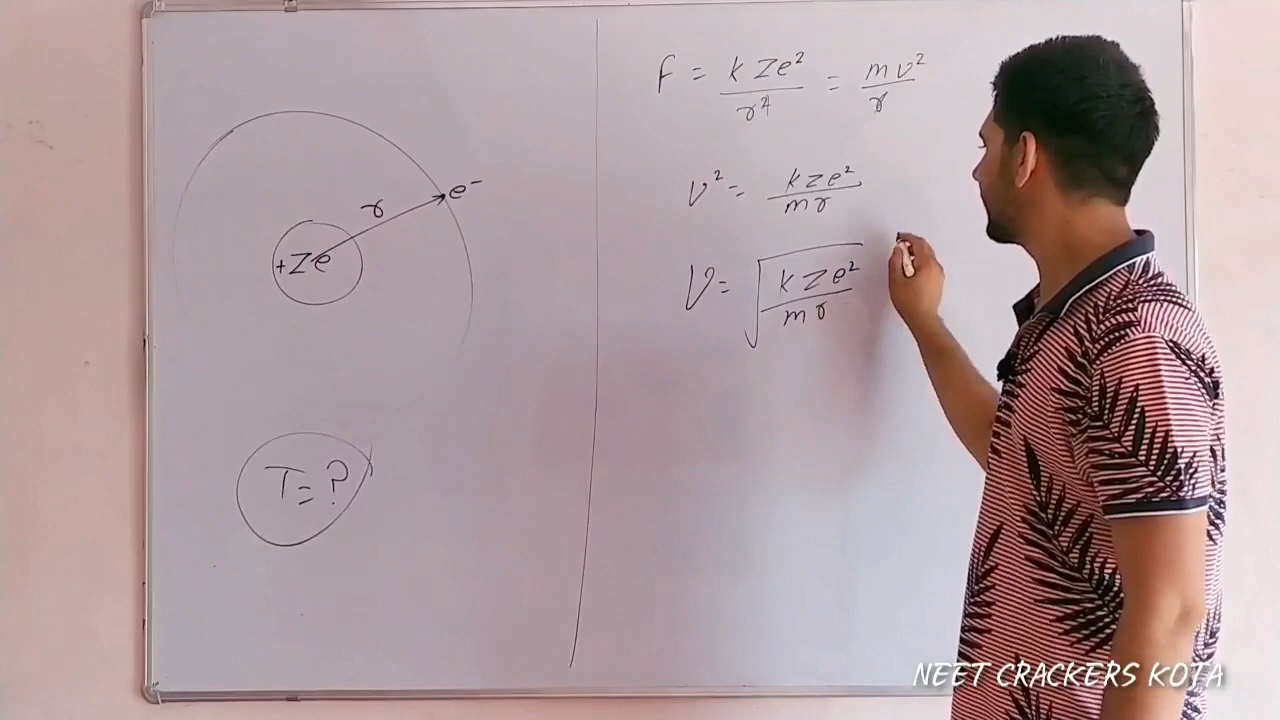 r
e⁻
+Ze
T = ?
F = kZe² / r² = mv² / r
v² = kze² / mr
V = √(kZe² / mr)
NEET CRACKERS KOTA